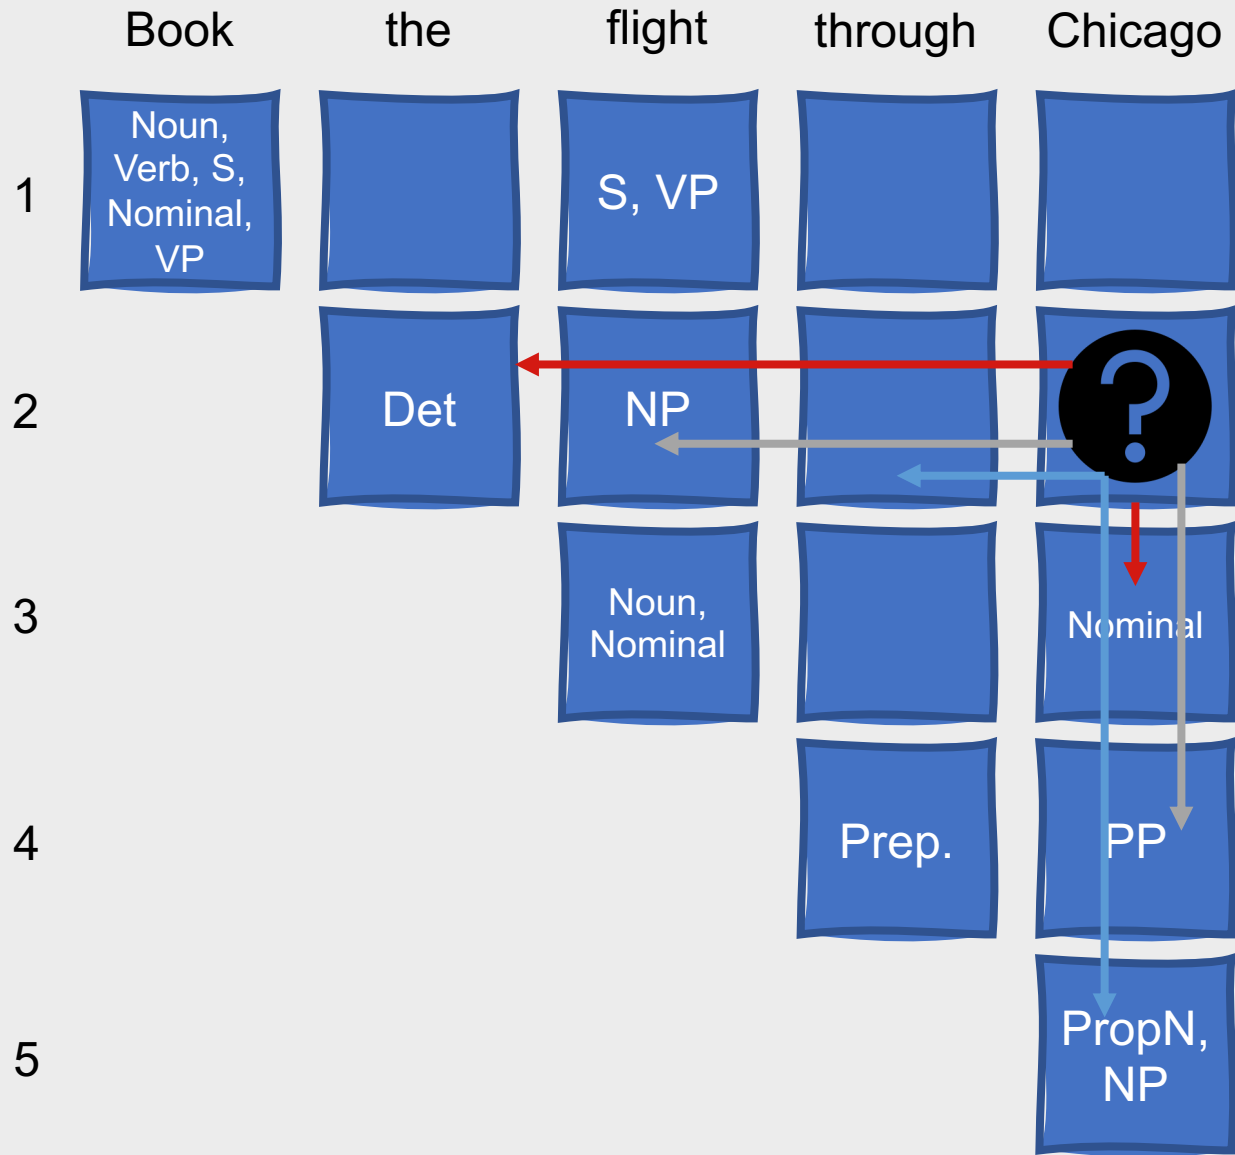 Book the flight through Chicago
1
Noun,
Verb, S,
Nominal,
VP
S, VP
2
Det
NP
?
3
Noun,
Nominal
Nominal
4
Prep.
PP
5
PropN,
NP